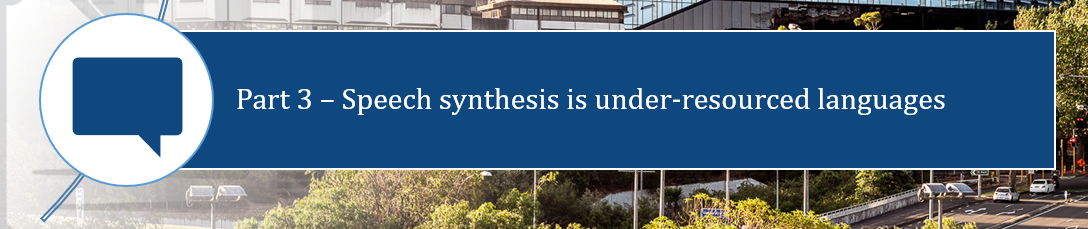 Part 3 – Speech synthesis is under-resourced languages